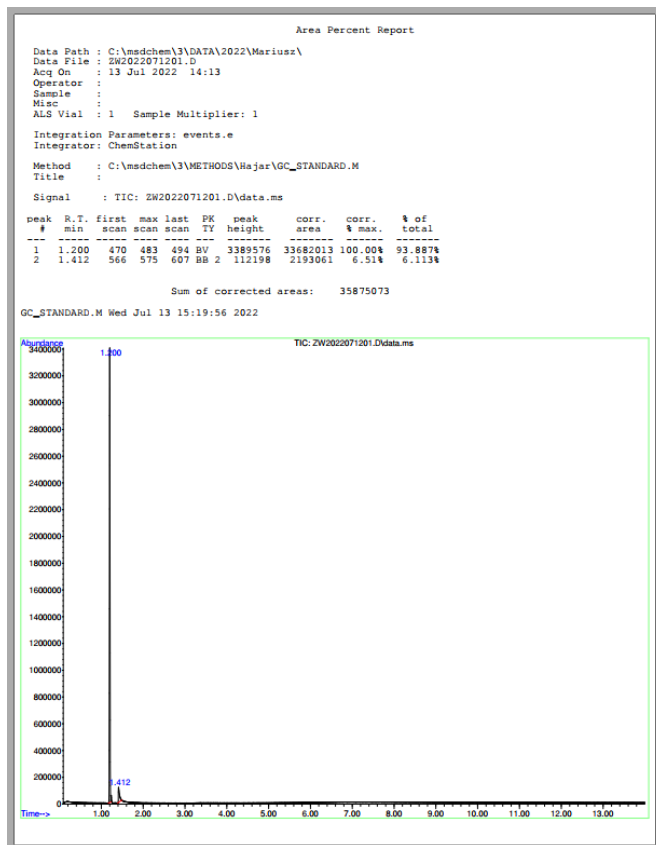 Area Percent Report
Data Path : C:\msdchem\3\DATA\2022\Mariusz\
Data File : ZW2022071201.D
Acq On : 13 Jul 2022 14:13
Operator :
Sample :
Misc :
ALS Vial : 1 Sample Multiplier: 1
Integration Parameters: events.e
Integrator: ChemStation
Method : C:\msdchem\3\METHODS\Hajar\GC_STANDARD.M
Title :
Signal : TIC: ZW2022071201.D\data.ms
peak R.T. first max last PK peak corr. corr. % of
# min scan scan scan TY height area % max. total
--- ----- ----- ---- ---- --- ------- ------- ------ -------
1 1.200 470 483 494 BV 3389576 33682013 100.00% 93.887%
2 1.412 566 575 607 BB 2 112198 2193061 6.51% 6.113%
Sum of corrected areas: 35875073
GC_STANDARD.M Wed Jul 13 15:19:56 2022
Abundance
TIC: ZW2022071201.D\data.ms
3400000
1.200
3200000
3000000
2800000
2600000
2400000
2200000
2000000
1800000
1600000
1400000
1200000
1000000
800000
600000
400000
200000
1.412
0
Time-->
1.00 2.00 3.00 4.00 5.00 6.00 7.00 8.00 9.00 10.00 11.00 12.00 13.00